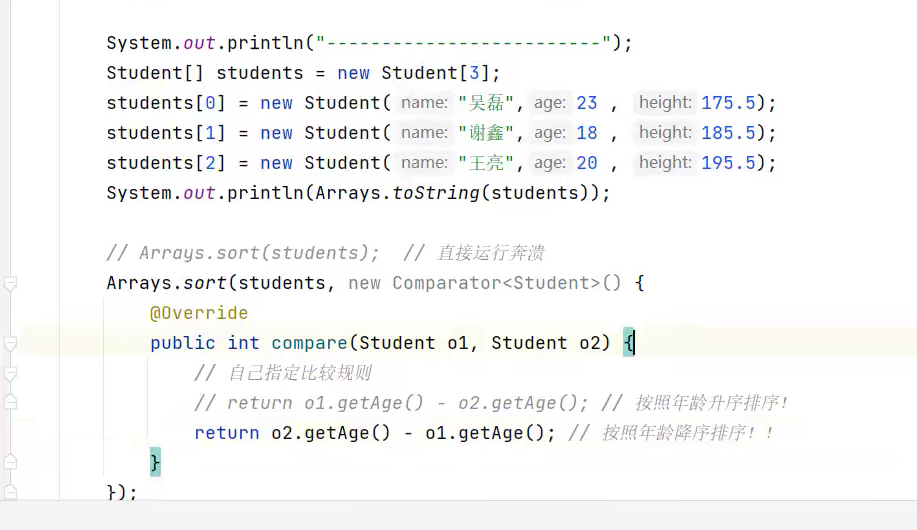 System.out.println("-------------------------");
Student[] students = new Student[3];
students[0] = new Student( name: "吴磊", age: 23 , height: 175.5);
students[1] = new Student( name: "谢鑫", age: 18 , height: 185.5);
students[2] = new Student( name: "王亮", age: 20 , height: 195.5);
System.out.println(Arrays.toString(students));
// Arrays.sort(students);  // 直接运行奔溃
Arrays.sort(students, new Comparator<Student>() {
@Override
public int compare(Student o1, Student o2) {
// 自己指定比较规则
// return o1.getAge() - o2.getAge(); // 按照年龄升序排序!
return o2.getAge() - o1.getAge(); // 按照年龄降序排序！！
}
});